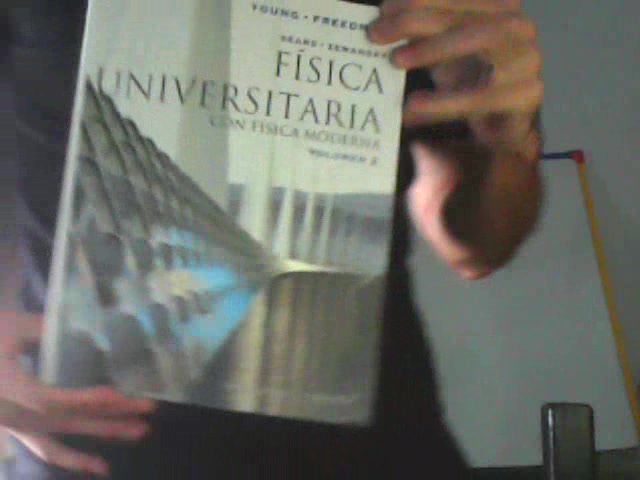 YOUNG • FREEDMAN
SEARS • ZEMANSKY
FÍSICA
UNIVERSITARIA
CON FÍSICA MODERNA
VOLUMEN 2